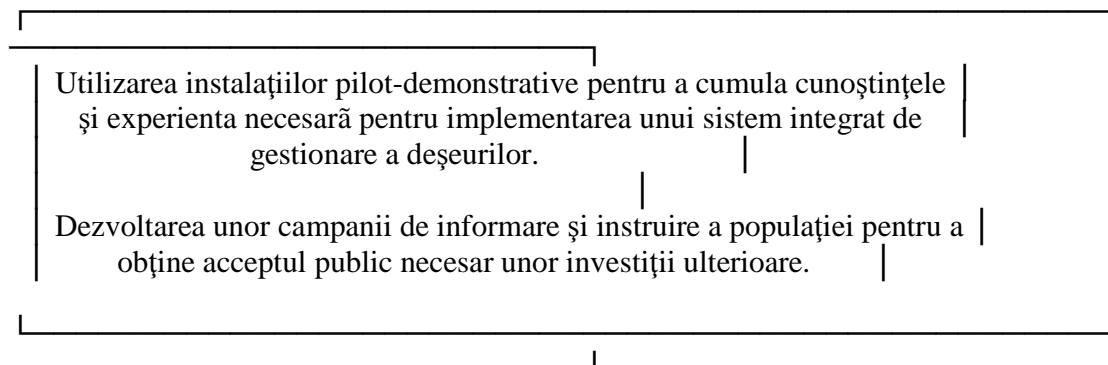 Utilizarea instalaţiilor pilot-demonstrative pentru a cumula cunoştinţele
şi experienta necesarã pentru implementarea unui sistem integrat de
gestionare a deşeurilor.
Dezvoltarea unor campanii de informare şi instruire a populaţiei pentru a
obţine acceptul public necesar unor investiţii ulterioare.